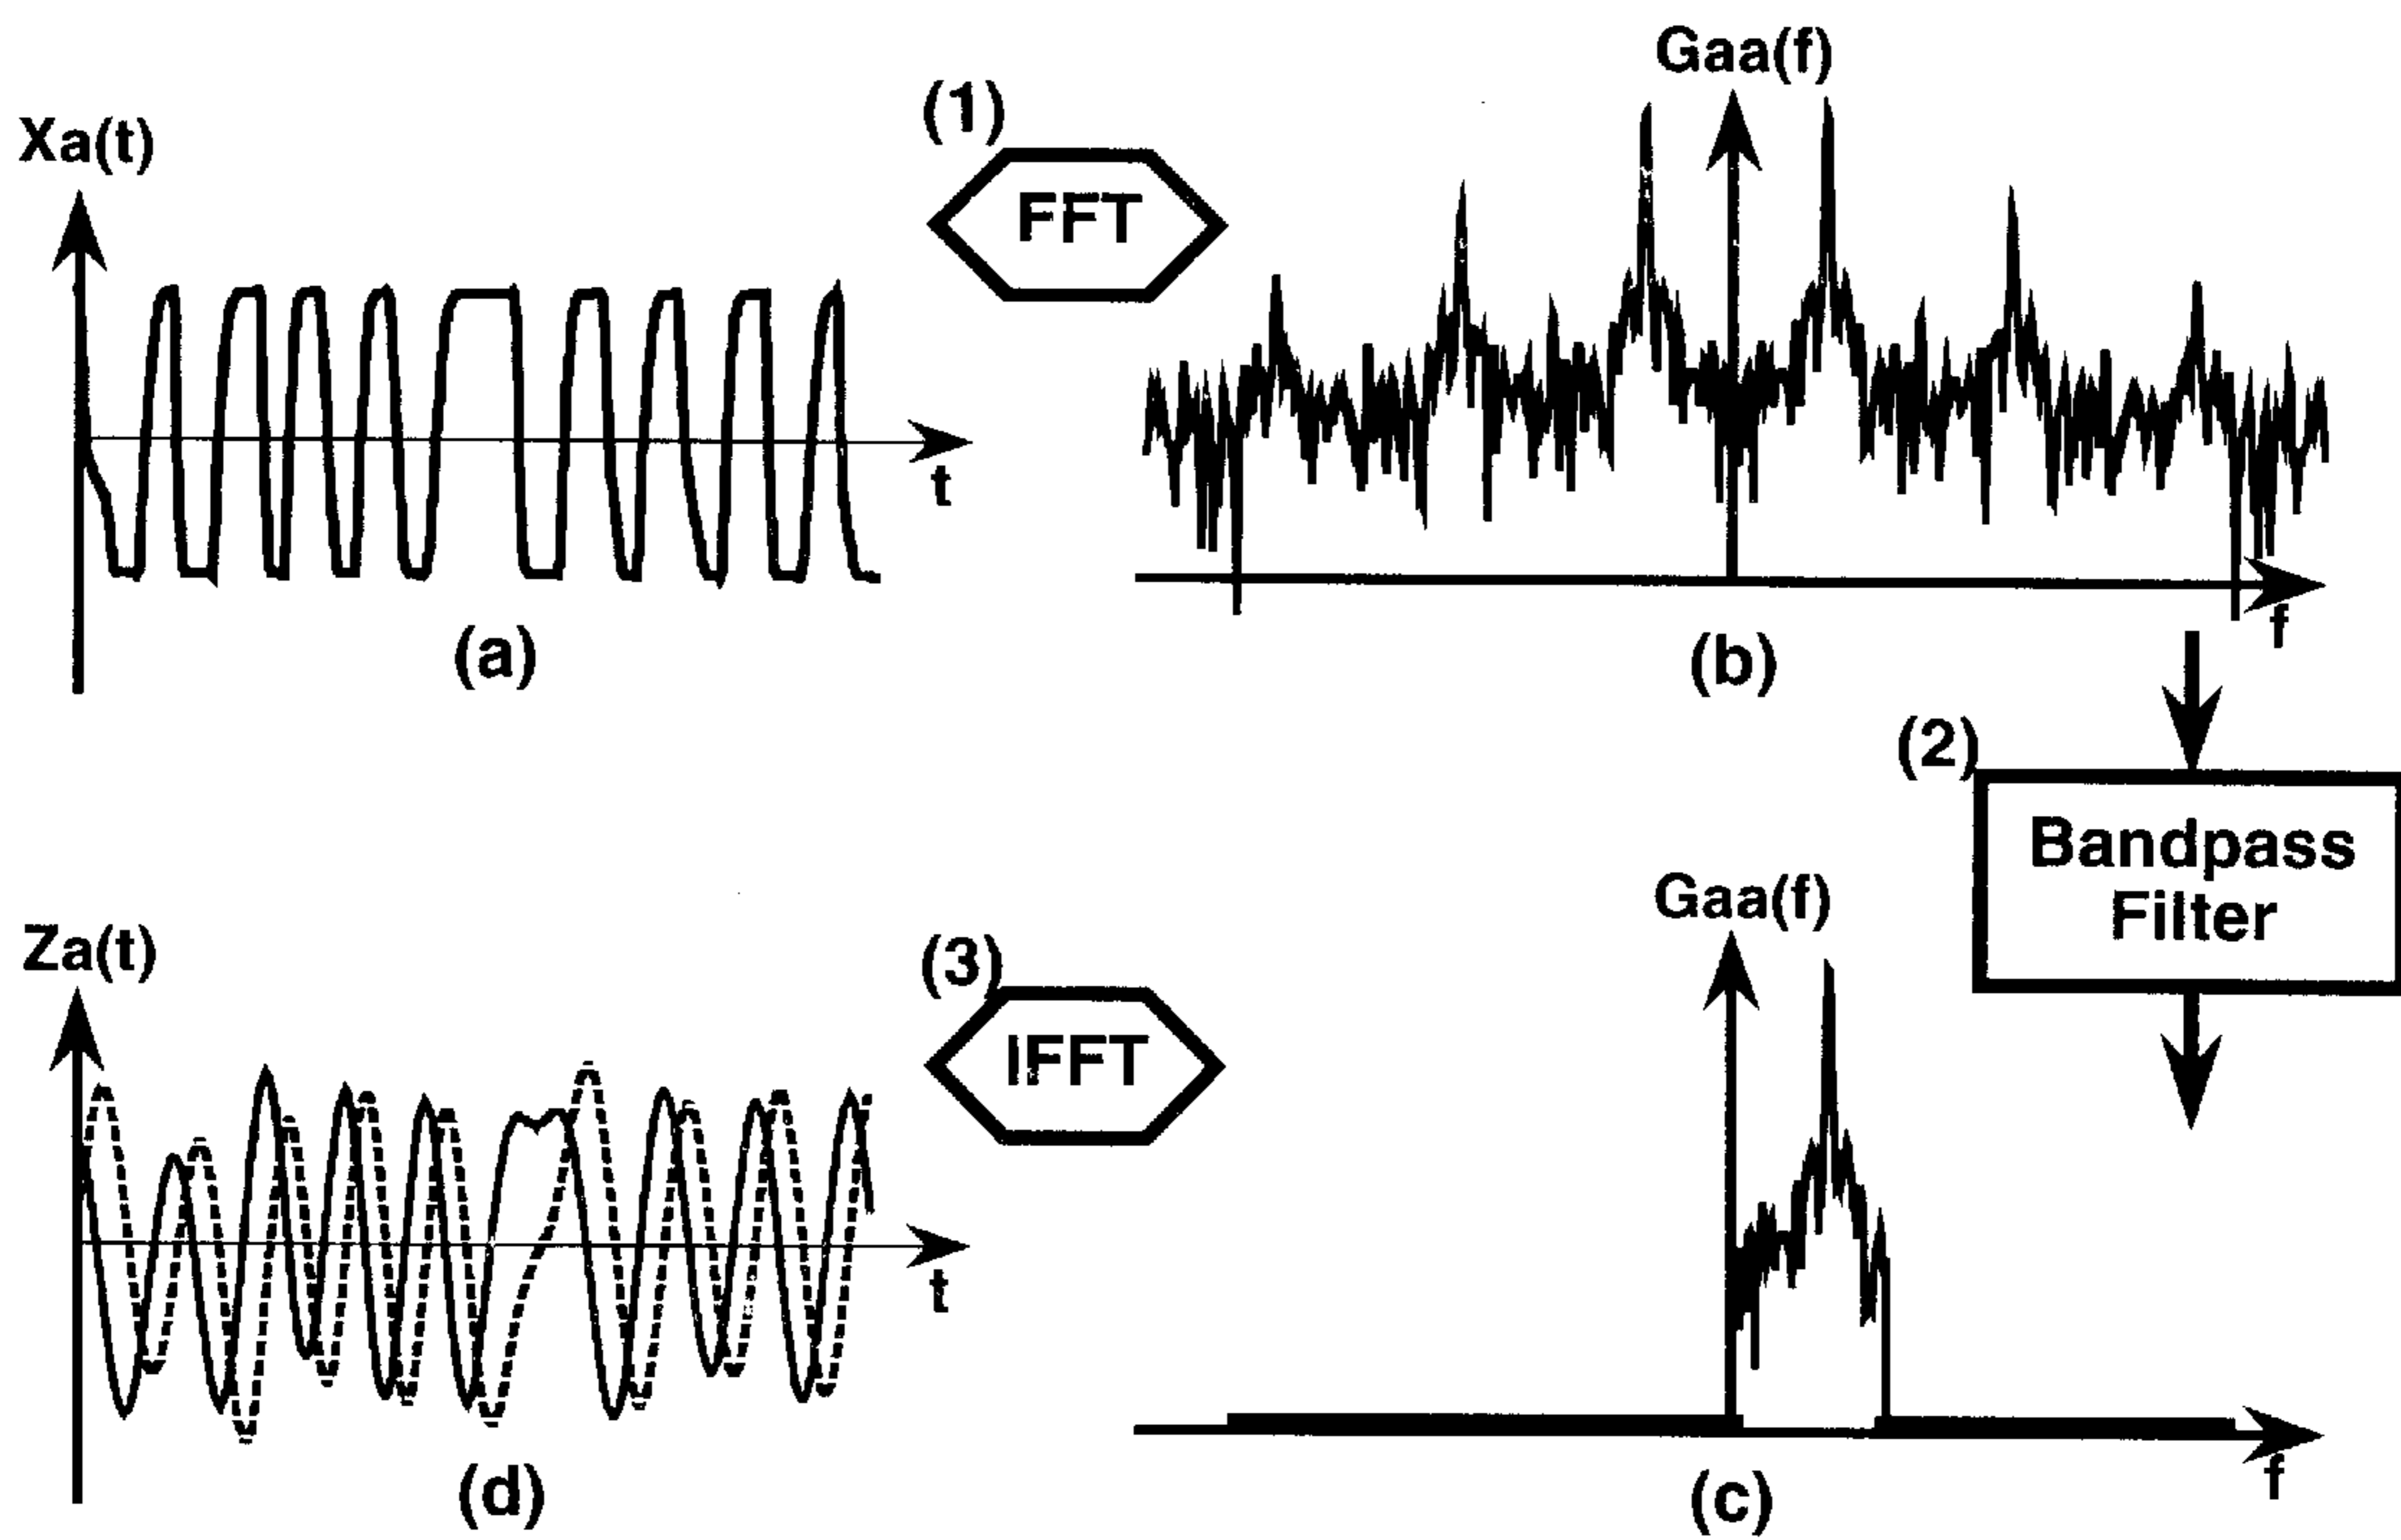 Xa(t)
t
(a)
(1)
FFT
Gaa(f)
f
(b)
(2)
Bandpass
Filter
Gaa(f)
f
(c)
(3)
IFFT
Za(t)
t
(d)